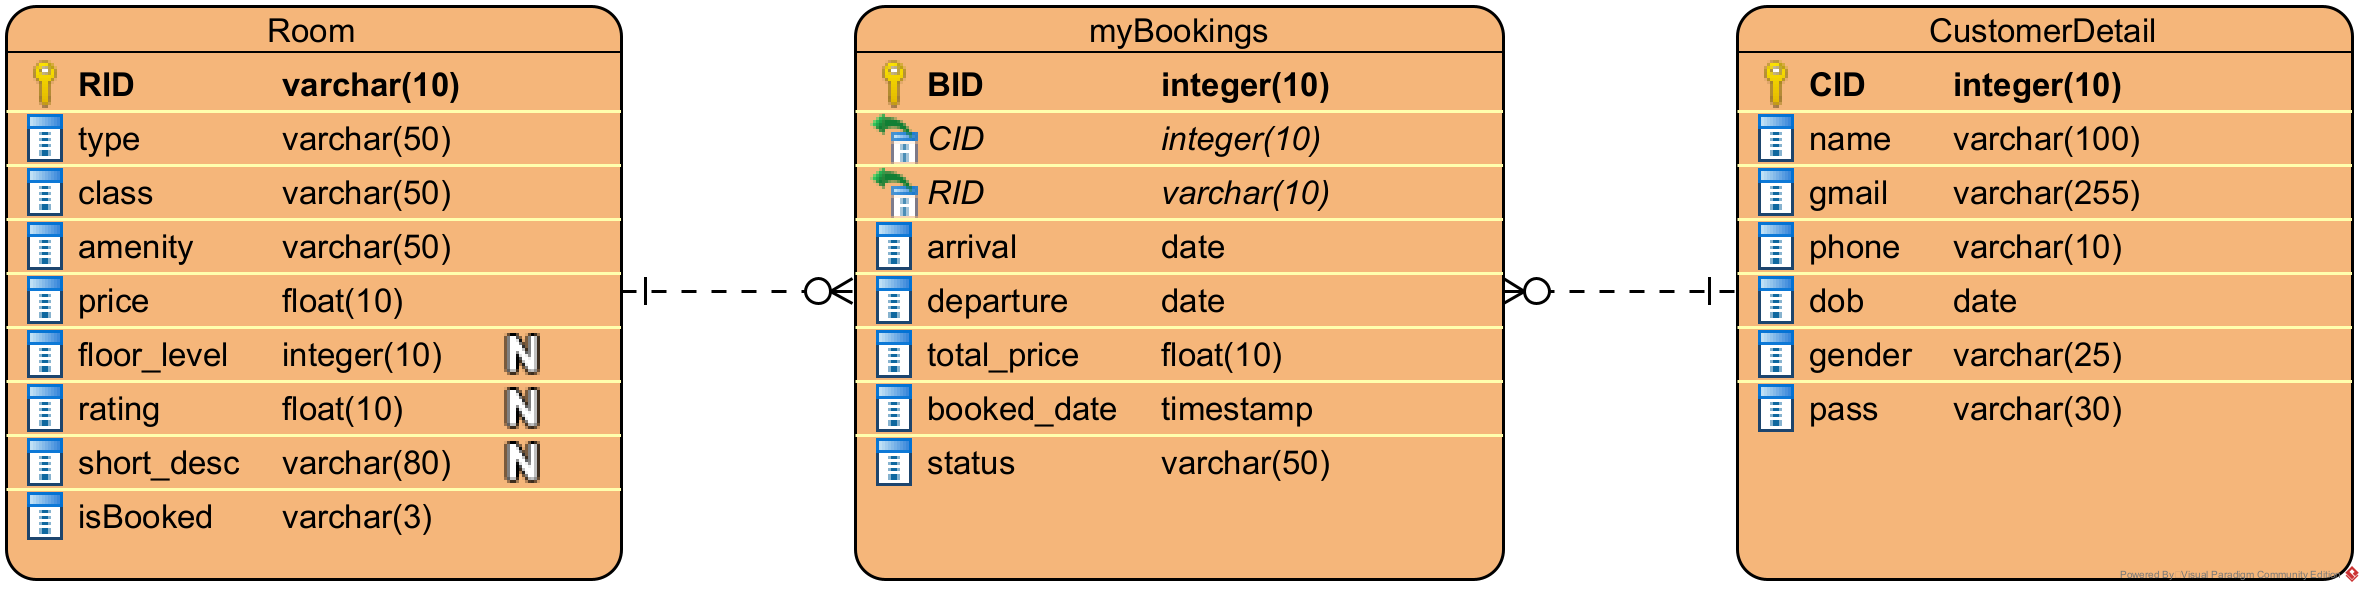 Room
RID varchar(10)
type varchar(50)
class varchar(50)
amenity varchar(50)
price float(10)
floor_level integer(10) N
rating float(10) N
short_desc varchar(80) N
isBooked varchar(3)
myBookings
BID integer(10)
CID integer(10)
RID varchar(10)
arrival date
departure date
total_price float(10)
booked_date timestamp
status varchar(50)
CustomerDetail
CID integer(10)
name varchar(100)
gmail varchar(255)
phone varchar(10)
dob date
gender varchar(25)
pass varchar(30)
Powered By Visual Paradigm Community Edition